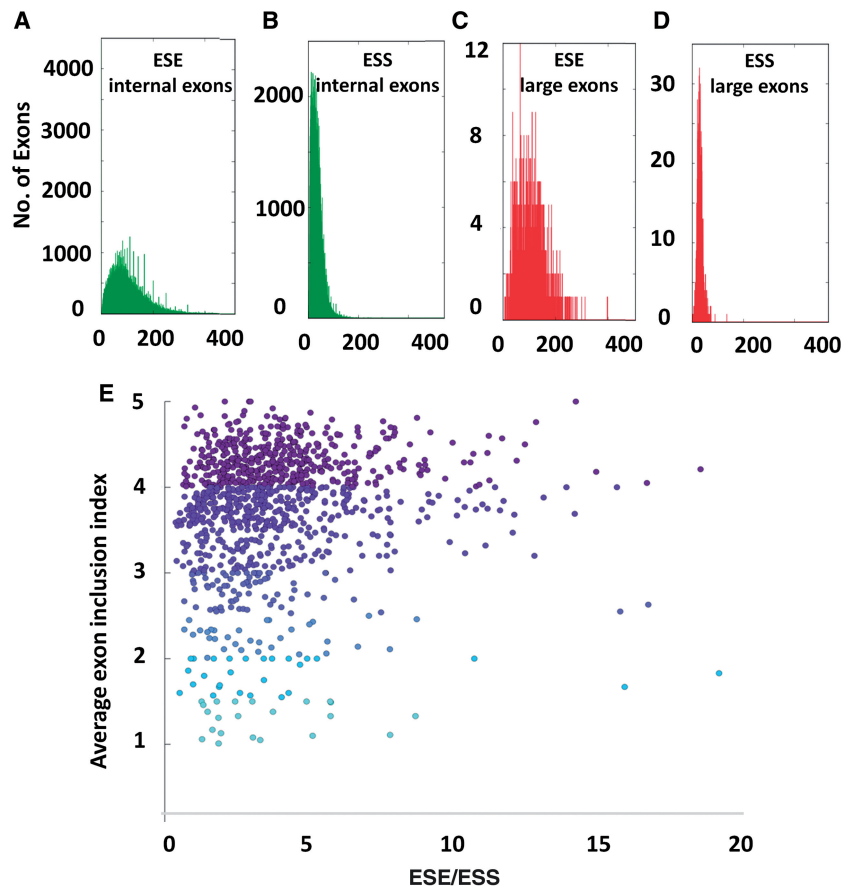 A
B
C
D
ESE
internal exons
ESS
internal exons
ESE
large exons
ESS
large exons
No. of Exons
4000
3000
2000
1000
0
2000
1000
0
12
8
4
0
30
20
10
0
0 200 400
0 200 400
0 200 400
0 200 400
E
Average exon inclusion index
5
4
3
2
1
0 5 10 15 20
ESE/ESS